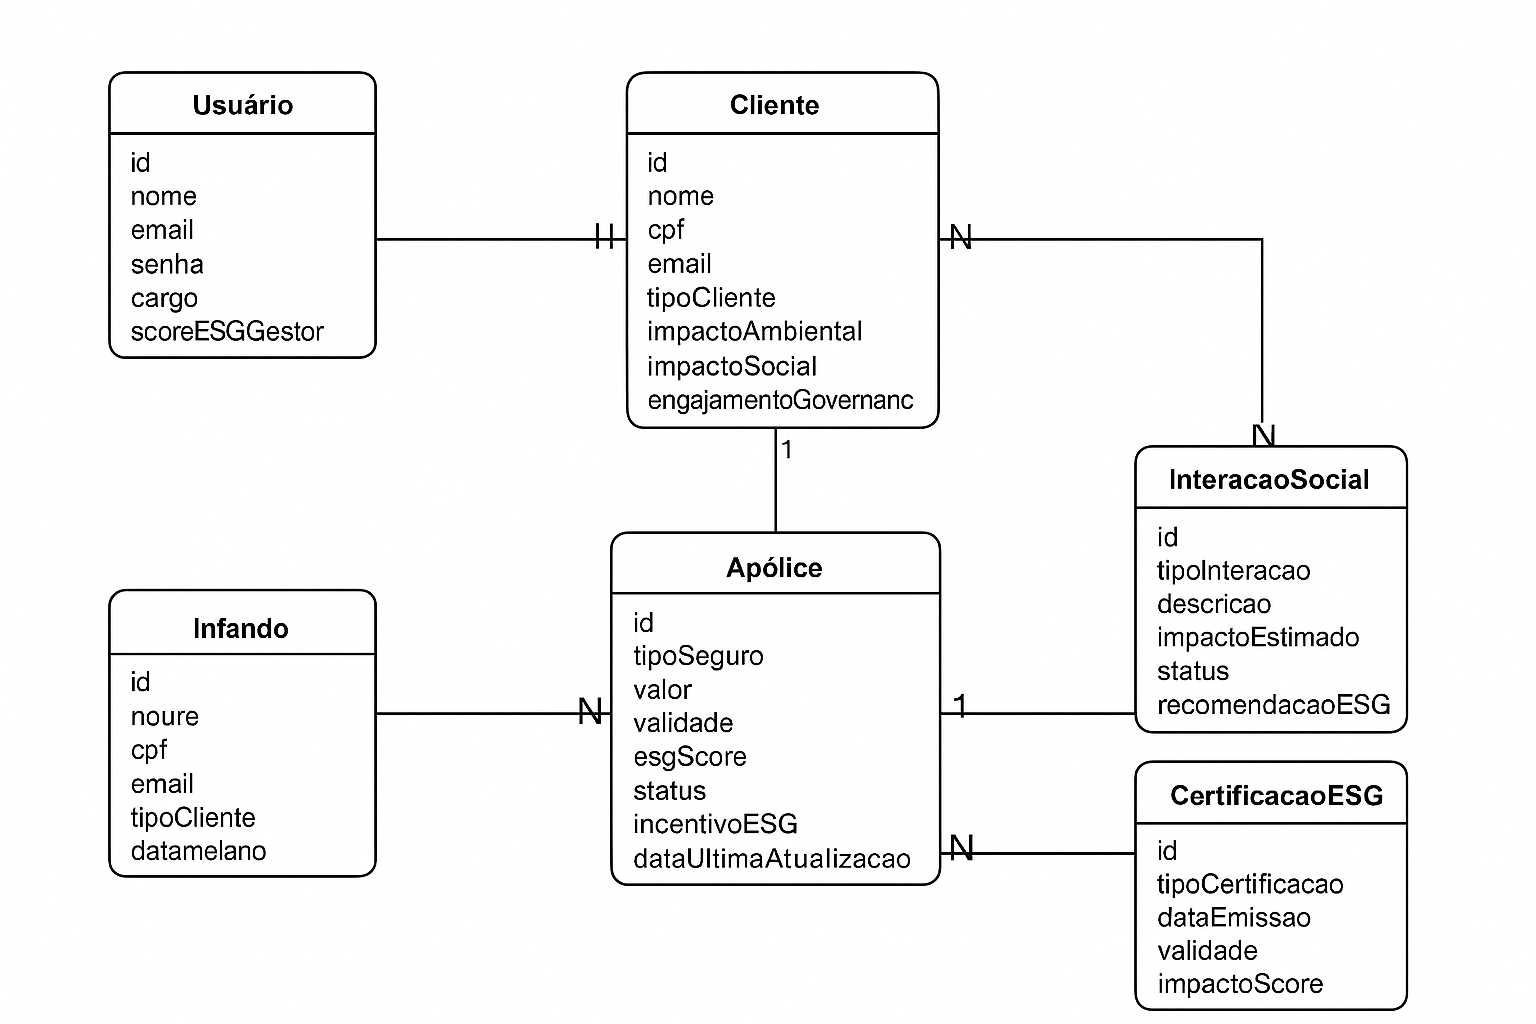 Usuário
id
nome
email
senha
cargo
scoreESGGestor
Cliente
id
nome
cpf
email
tipoCliente
impactoAmbiental
impactoSocial
engajamentoGovernanc
N
N
1
InteracaoSocial
id
tipoInteracao
descricao
impactoEstimado
status
recomendacaoESG
Infando
id
noure
cpf
email
tipoCliente
datamelano
N
Apólice
id
tipoSeguro
valor
validade
esgScore
status
incentivoESG
dataUltimaAtualizacao
1
N
CertificacaoESG
id
tipoCertificacao
dataEmissao
validade
impactoScore